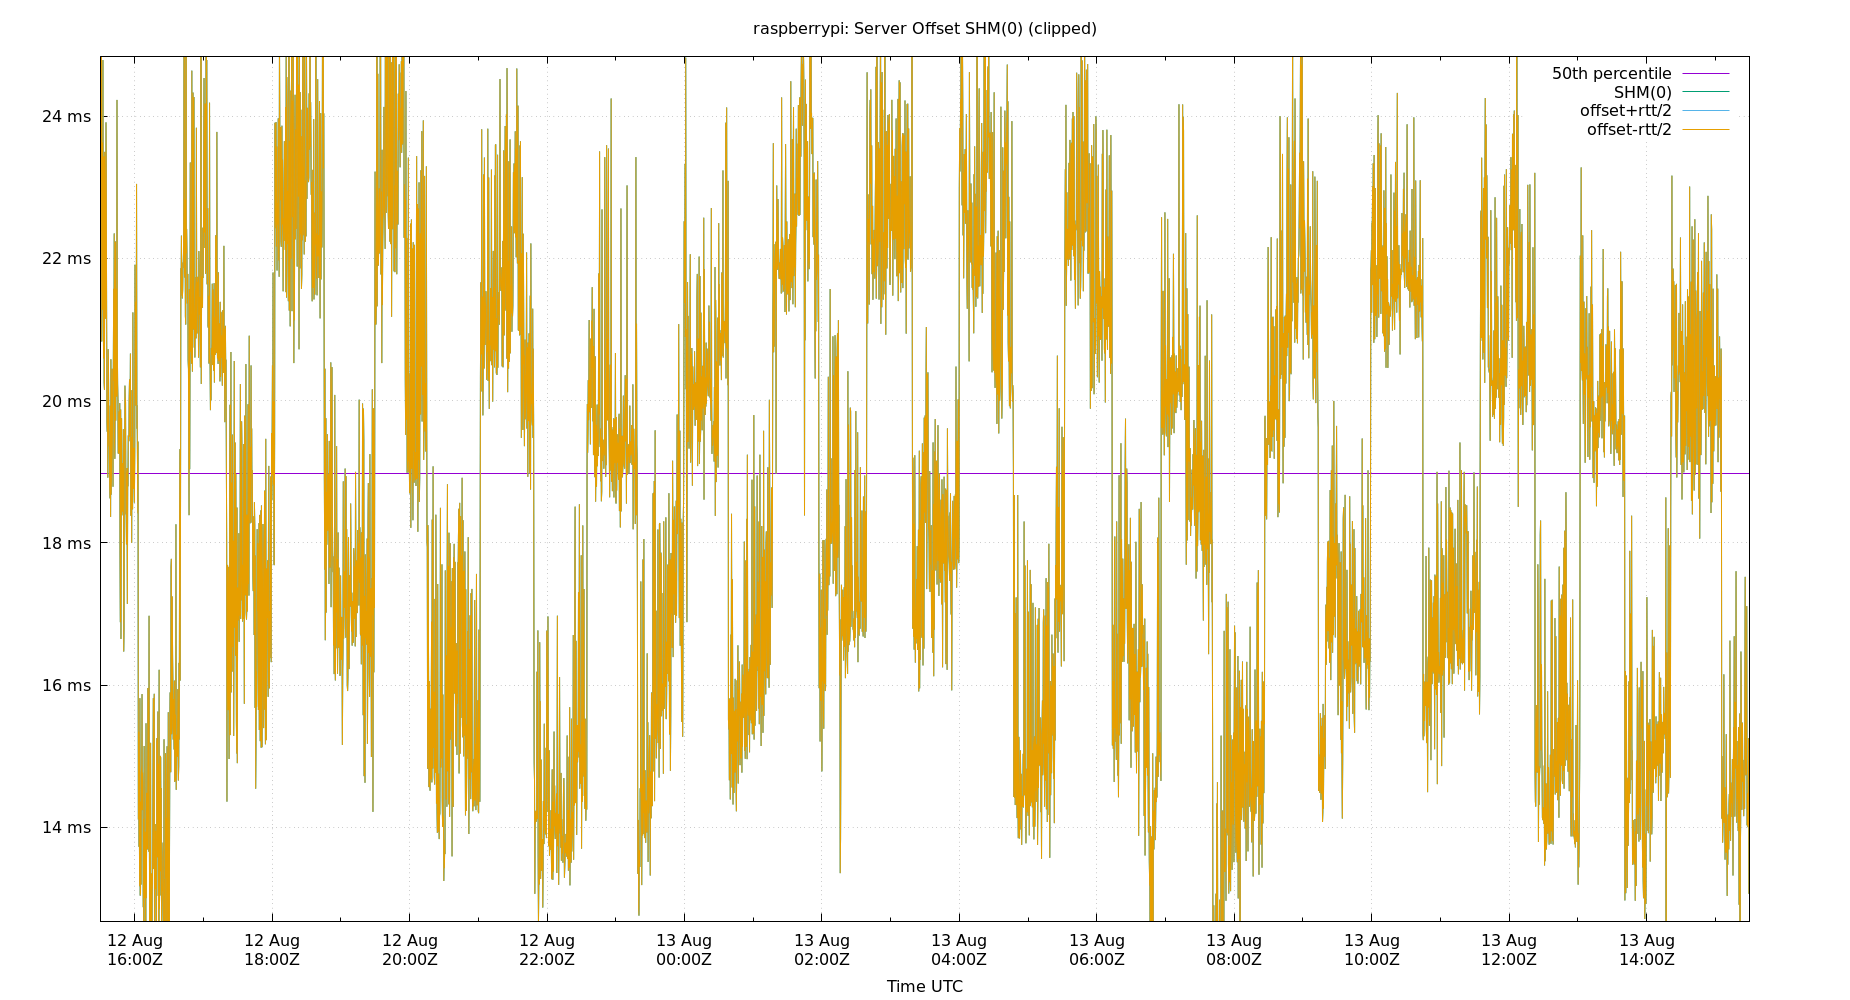 raspberrypi: Server Offset SHM(0) (clipped)
50th percentile
SHM(0)
offset+rtt/2
offset-rtt/2
24 ms
22 ms
20 ms
18 ms
16 ms
14 ms
12 Aug 12 Aug 12 Aug 12 Aug 13 Aug 13 Aug 13 Aug 13 Aug 13 Aug 13 Aug 13 Aug 13 Aug
16:00Z 18:00Z 20:00Z 22:00Z 00:00Z 02:00Z 04:00Z 06:00Z 08:00Z 10:00Z 12:00Z 14:00Z
Time UTC